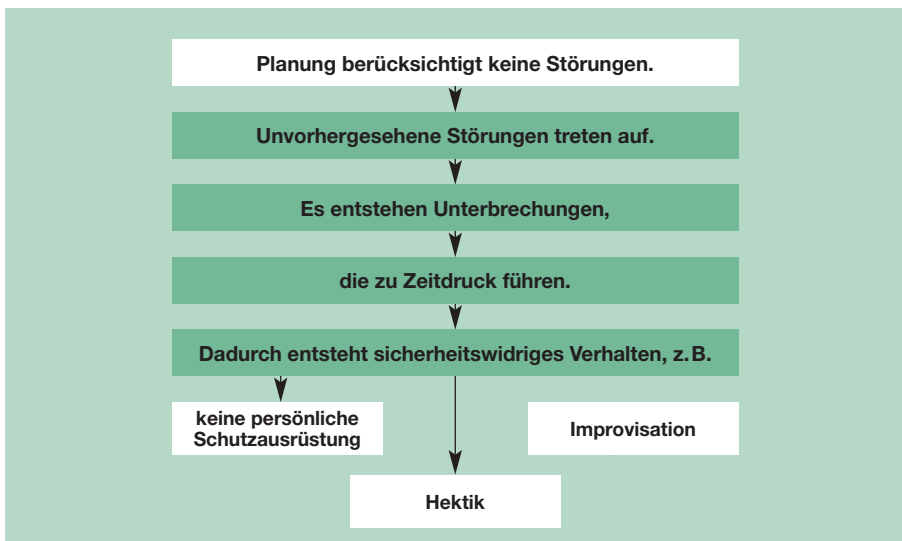 Planung berücksichtigt keine Störungen.
Unvorhergesehene Störungen treten auf.
Es entstehen Unterbrechungen,
die zu Zeitdruck führen.
Dadurch entsteht sicherheitswidriges Verhalten, z. B.
keine persönliche
Schutzausrüstung
Improvisation
Hektik